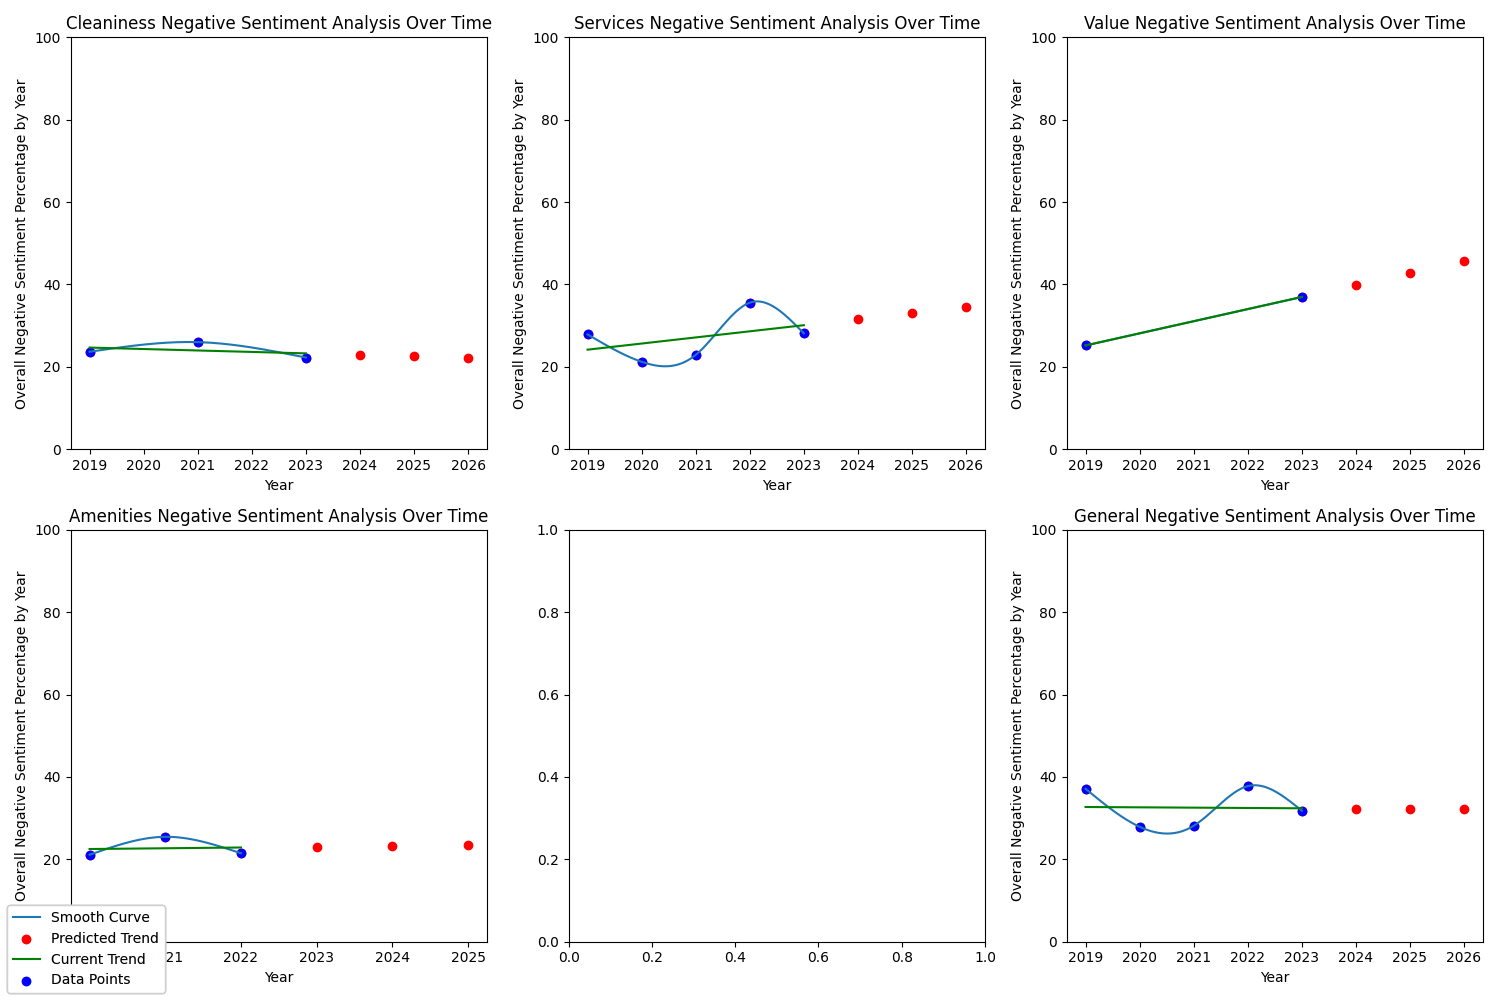 Cleaniness Negative Sentiment Analysis Over Time
Overall Negative Sentiment Percentage by Year
100
80
60
40
20
0
2019 2020 2021 2022 2023 2024 2025 2026
Year
Services Negative Sentiment Analysis Over Time
Overall Negative Sentiment Percentage by Year
100
80
60
40
20
0
2019 2020 2021 2022 2023 2024 2025 2026
Year
Value Negative Sentiment Analysis Over Time
Overall Negative Sentiment Percentage by Year
100
80
60
40
20
0
2019 2020 2021 2022 2023 2024 2025 2026
Year
Amenities Negative Sentiment Analysis Over Time
Overall Negative Sentiment Percentage by Year
100
80
60
40
20
21 2022 2023 2024 2025
Year
Smooth Curve
Predicted Trend
Current Trend
Data Points
1.0
0.8
0.6
0.4
0.2
0.0
0.0 0.2 0.4 0.6 0.8 1.0
General Negative Sentiment Analysis Over Time
Overall Negative Sentiment Percentage by Year
100
80
60
40
20
0
2019 2020 2021 2022 2023 2024 2025 2026
Year